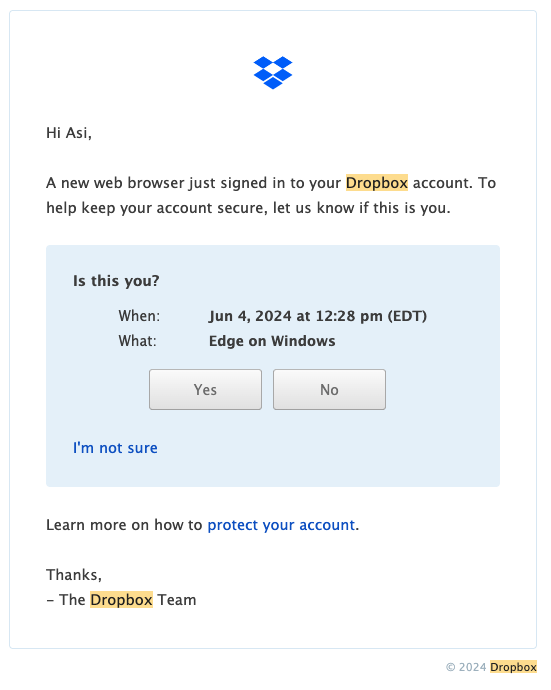 Hi Asi,
A new web browser just signed in to your Dropbox account. To
help keep your account secure, let us know if this is you.
Is this you?
When: Jun 4, 2024 at 12:28 pm (EDT)
What: Edge on Windows
Yes No
I'm not sure
Learn more on how to protect your account.
Thanks,
– The Dropbox Team
© 2024 Dropbox